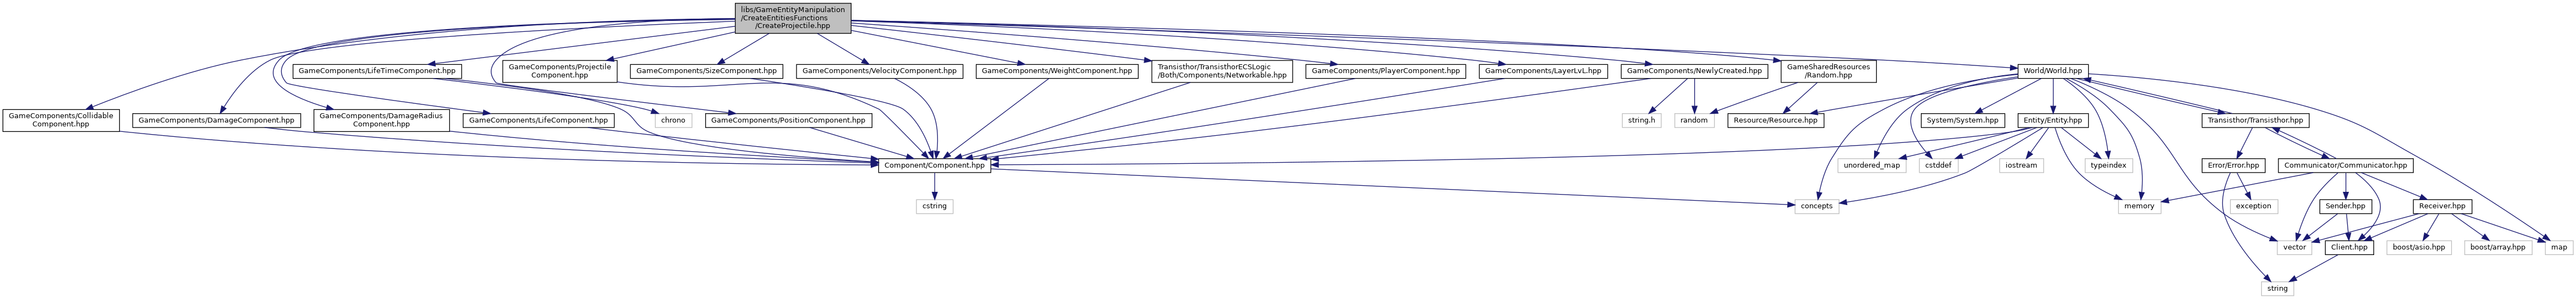 libs/GameEntityManipulation
/CreateEntitiesFunctions
/CreateProjectile.hpp
GameComponents/LifeTimeComponent.hpp
GameComponents/Projectile
Component.hpp
GameComponents/SizeComponent.hpp
GameComponents/VelocityComponent.hpp
GameComponents/WeightComponent.hpp
Transisthor/TransisthorECSLogic
/Both/Components/Networkable.hpp
GameComponents/PlayerComponent.hpp
GameComponents/LayerLvL.hpp
GameComponents/NewlyCreated.hpp
GameSharedResources
/Random.hpp
World/World.hpp
GameComponents/Collidable
Component.hpp
GameComponents/DamageComponent.hpp
GameComponents/DamageRadius
Component.hpp
GameComponents/LifeComponent.hpp
chrono
GameComponents/PositionComponent.hpp
string.h
random
Resource/Resource.hpp
System/System.hpp
Entity/Entity.hpp
Transisthor/Transisthor.hpp
Component/Component.hpp
unordered_map
cstddef
iostream
typeindex
Error/Error.hpp
Communicator/Communicator.hpp
cstring
concepts
memory
exception
Sender.hpp
Receiver.hpp
vector
Client.hpp
boost/asio.hpp
boost/array.hpp
map
string